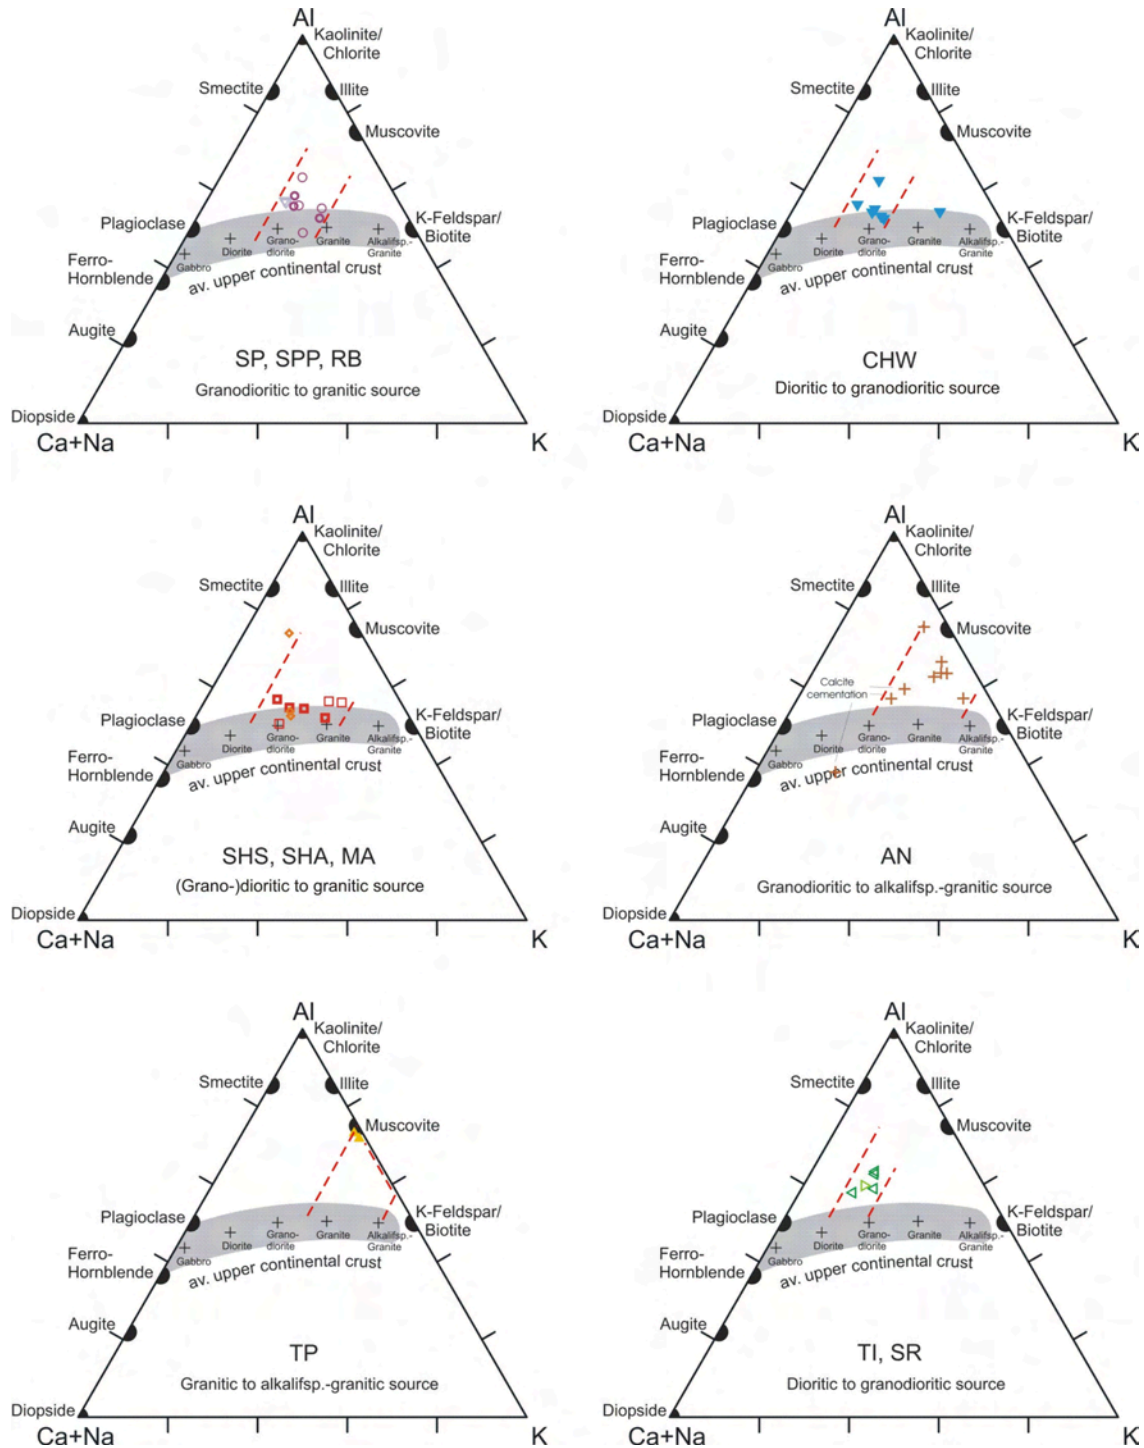 Al
Kaolinite/
Chlorite
Smectite
Illite
Muscovite
Plagioclase
K-Feldspar/
Biotite
Diorite
Grano-
diorite
Granite
Alkalifsp.-
Granite
Gabbro
Ferro-
Hornblende
av. upper continental crust
Augite
SP, SPP, RB
Granodioritic to granitic source
Diopside
Ca+Na
K
Al
Kaolinite/
Chlorite
Smectite
Illite
Muscovite
Plagioclase
K-Feldspar/
Biotite
Diorite
Grano-
diorite
Granite
Alkalifsp.-
Granite
Gabbro
Ferro-
Hornblende
av. upper continental crust
Augite
CHW
Dioritic to granodioritic source
Diopside
Ca+Na
K
Al
Kaolinite/
Chlorite
Smectite
Illite
Muscovite
Plagioclase
K-Feldspar/
Biotite
Diorite
Grano-
diorite
Granite
Alkalifsp.-
Granite
Gabbro
Ferro-
Hornblende
av. upper continental crust
Augite
SHS, SHA, MA
(Grano-)dioritic to granitic source
Diopside
Ca+Na
K
Al
Kaolinite/
Chlorite
Smectite
Illite
Muscovite
Calcite
cementation
Plagioclase
K-Feldspar/
Biotite
Diorite
Grano-
diorite
Granite
Alkalifsp.-
Granite
Gabbro
Ferro-
Hornblende
av. upper continental crust
Augite
AN
Granodioritic to alkalifsp.-granitic source
Diopside
Ca+Na
K
Al
Kaolinite/
Chlorite
Smectite
Illite
Muscovite
Plagioclase
K-Feldspar/
Biotite
Diorite
Grano-
diorite
Granite
Alkalifsp.-
Granite
Gabbro
Ferro-
Hornblende
av. upper continental crust
Augite
TP
Granitic to alkalifsp.-granitic source
Diopside
Ca+Na
K
Al
Kaolinite/
Chlorite
Smectite
Illite
Muscovite
Plagioclase
K-Feldspar/
Biotite
Diorite
Grano-
diorite
Granite
Alkalifsp.-
Granite
Gabbro
Ferro-
Hornblende
av. upper continental crust
Augite
TI, SR
Dioritic to granodioritic source
Diopside
Ca+Na
K